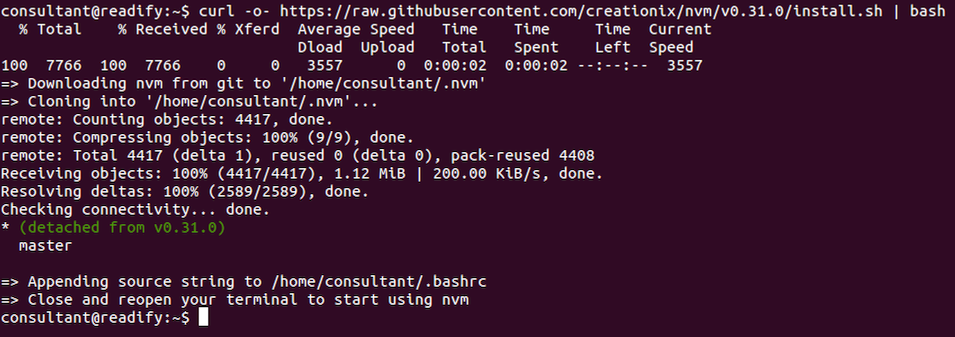 consultant@readify:~$ curl -o- https://raw.githubusercontent.com/creationix/nvm/v0.31.0/install.sh | bash
  % Total    % Received % Xferd  Average Speed   Time    Time     Time  Current
                                 Dload  Upload   Total   Spent    Left  Speed
100  7766  100  7766    0     0   3557      0  0:00:02  0:00:02 --:--:--  3557
=> Downloading nvm from git to '/home/consultant/.nvm'
=> Cloning into '/home/consultant/.nvm'...
remote: Counting objects: 4417, done.
remote: Compressing objects: 100% (9/9), done.
remote: Total 4417 (delta 1), reused 0 (delta 0), pack-reused 4408
Receiving objects: 100% (4417/4417), 1.12 MiB | 200.00 KiB/s, done.
Resolving deltas: 100% (2589/2589), done.
Checking connectivity... done.
* (detached from v0.31.0)
  master

=> Appending source string to /home/consultant/.bashrc
=> Close and reopen your terminal to start using nvm
consultant@readify:~$